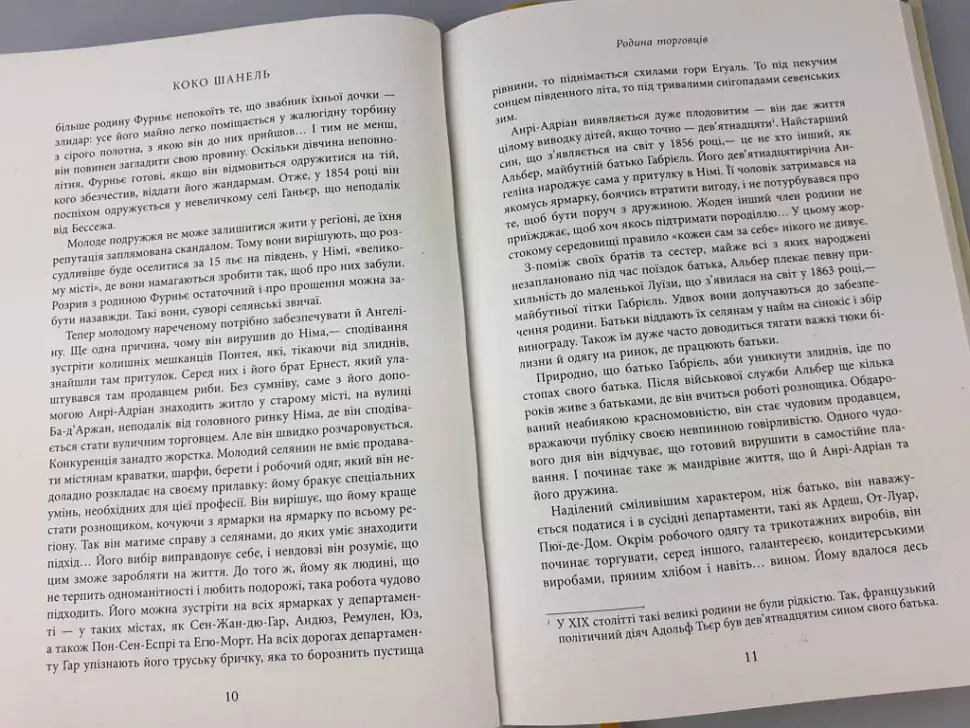 КОКО ШАНЕЛЬ
більше родину Фурньє непокоїть те, що звабник їхньої дочки —
злидар: усе його майно легко поміщається у жалюгідну торбину
з сірого полотна, з якою він до них прийшов… І тим не менш,
він повинен загладити свою провину. Оскільки дівчина неповно-
літня, Фурньє готові, якщо він відмовиться одружитися на тій,
кого збезчестив, віддати його жандармам. Отже, у 1854 році він
поспіхом одружується у невеличкому селі Ганьєр, що неподалік
від Бессежа.
Молоде подружжя не може залишитися жити у регіоні, де їхня
репутація заплямована скандалом. Тому вони вирішують, що роз-
судливіше буде оселитися за 15 льє на південь, у Німі, «велико-
му місті», де вони намагаються зробити так, щоб про них забули.
Розрив з родиною Фурньє остаточний і про прощення можна за-
бути назавжди. Такі вони, суворі селянські звичаї.
Тепер молодому нареченому потрібно забезпечувати й Ангелі-
ну. Ще одна причина, чому він вирушив до Німа,— сподівання
зустріти колишніх мешканців Понтея, які, тікаючи від злиднів,
знайшли там притулок. Серед них і його брат Ернест, який ула-
штувався там продавцем риби. Без сумніву, саме з його допо-
могою Анрі-Адріан знаходить житло у старому місті, на вулиці
Ба-д’Аржан, неподалік від головного ринку Німа, де він сподіва-
ється стати вуличним торговцем. Але він швидко розчаровується.
Конкуренція занадто жорстка. Молодий селянин не вміє продава-
ти містянам краватки, шарфи, берети і робочий одяг, який він не-
доладно розкладає на своєму прилавку: йому бракує спеціальних
умінь, необхідних для цієї професії. Він вирішує, що йому краще
стати рознощиком, кочуючи з ярмарки на ярмарку по всьому ре-
гіону. Так він матиме справу з селянами, до яких уміє знаходити
підхід… Його вибір виправдовує себе, і невдовзі він розуміє, що
цим зможе заробляти на життя. До того ж, йому як людині, що
не терпить одноманітності і любить подорожі, така робота чудово
підходить. Його можна зустріти на всіх ярмарках у департамен-
ті — у таких містах, як Сен-Жан-дю-Гар, Андюз, Ремулен, Юз,
а також Пон-Сен-Еспрі та Егю-Морт. На всіх дорогах департамен-
ту Гар упізнають його труську бричку, яка то борознить пустища
10
Родина торговців
рівнини, то піднімається схилами гори Егуаль. То під пекучим
сонцем південного літа, то під тривалими снігопадами севенських
зим.
Анрі-Адріан виявляється дуже плодовитим — він дає життя
цілому виводку дітей, якщо точно — дев’ятнадцяти¹. Найстарший
син, що з’являється на світ у 1856 році,— це не хто інший, як
Альбер, майбутній батько Габрієль. Його дев’ятнадцятирічна Ан-
геліна народжує сама у притулку в Німі. Її чоловік затримався на
якомусь ярмарку, боячись втратити вигоду, і не потурбувався про
те, щоб бути поруч з дружиною. Жоден інший член родини не
приїжджає, щоб хоч якось підтримати породіллю… У цьому жор-
стокому середовищі правило «кожен сам за себе» нікого не дивує.
З-поміж своїх братів та сестер, майже всі з яких народжені
незаплановано під час поїздок батька, Альбер плекає певну при-
хильність до маленької Луїзи, що з’явилася на світ у 1863 році,—
майбутньої тітки Габрієль. Удвох вони долучаються до забезпе-
чення родини. Батьки віддають їх селянам у найм на сінокіс і збір
винограду. Також їм дуже часто доводиться тягати важкі тюки бі-
лизни й одягу на ринок, де працюють батьки.
Природно, що батько Габрієль, аби уникнути злиднів, іде по
стопах свого батька. Після військової служби Альбер ще кілька
років живе з батьками, де він вчиться роботі рознощика. Обдаро-
ваний неабиякою красномовністю, він стає чудовим продавцем,
вражаючи публіку своєю невпинною говірливістю. Одного чудо-
вого дня він відчуває, що готовий вирушити в самостійне пла-
вання. І починає таке ж мандрівне життя, що й Анрі-Адріан та
його дружина.
Наділений сміливішим характером, ніж батько, він наважу-
ється податися і в сусідні департаменти, такі як Ардеш, От-Луар,
Пюї-де-Дом. Окрім робочого одягу та трикотажних виробів, він
починає торгувати, серед іншого, галантереєю, кондитерськими
виробами, пряним хлібом і навіть… вином. Йому вдалося десь
¹ У XIX столітті такі великі родини не були рідкістю. Так, французький
політичний діяч Адольф Тьєр був дев’ятнадцятим сином свого батька.
11